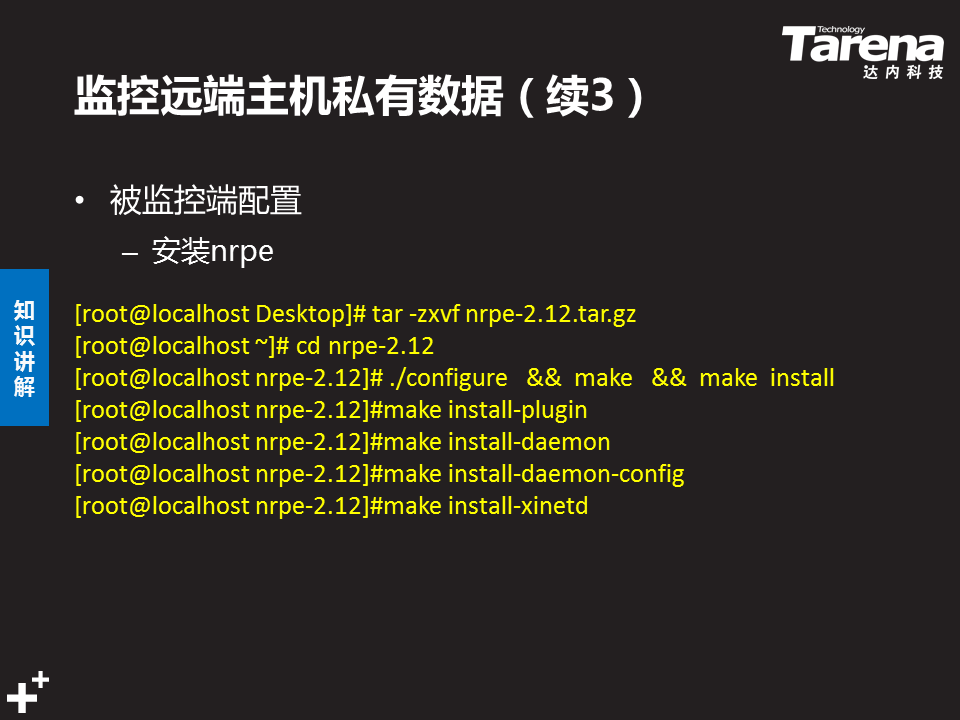 Technology
Tarena
达内科技
监控远端主机私有数据（续3）
• 被监控端配置
– 安装nrpe
知识讲解
[root@localhost Desktop]# tar -zxvf nrpe-2.12.tar.gz
[root@localhost ~]# cd nrpe-2.12
[root@localhost nrpe-2.12]# ./configure && make && make install
[root@localhost nrpe-2.12]#make install-plugin
[root@localhost nrpe-2.12]#make install-daemon
[root@localhost nrpe-2.12]#make install-daemon-config
[root@localhost nrpe-2.12]#make install-xinetd